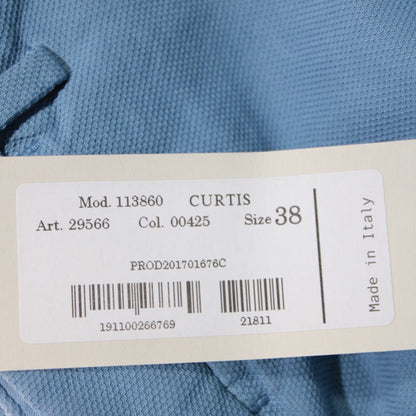 Mod. 113860 CURTIS
Art. 29566 Col. 00425 Size 38
PROD201701676C
191100266769 21811
Made in Italy